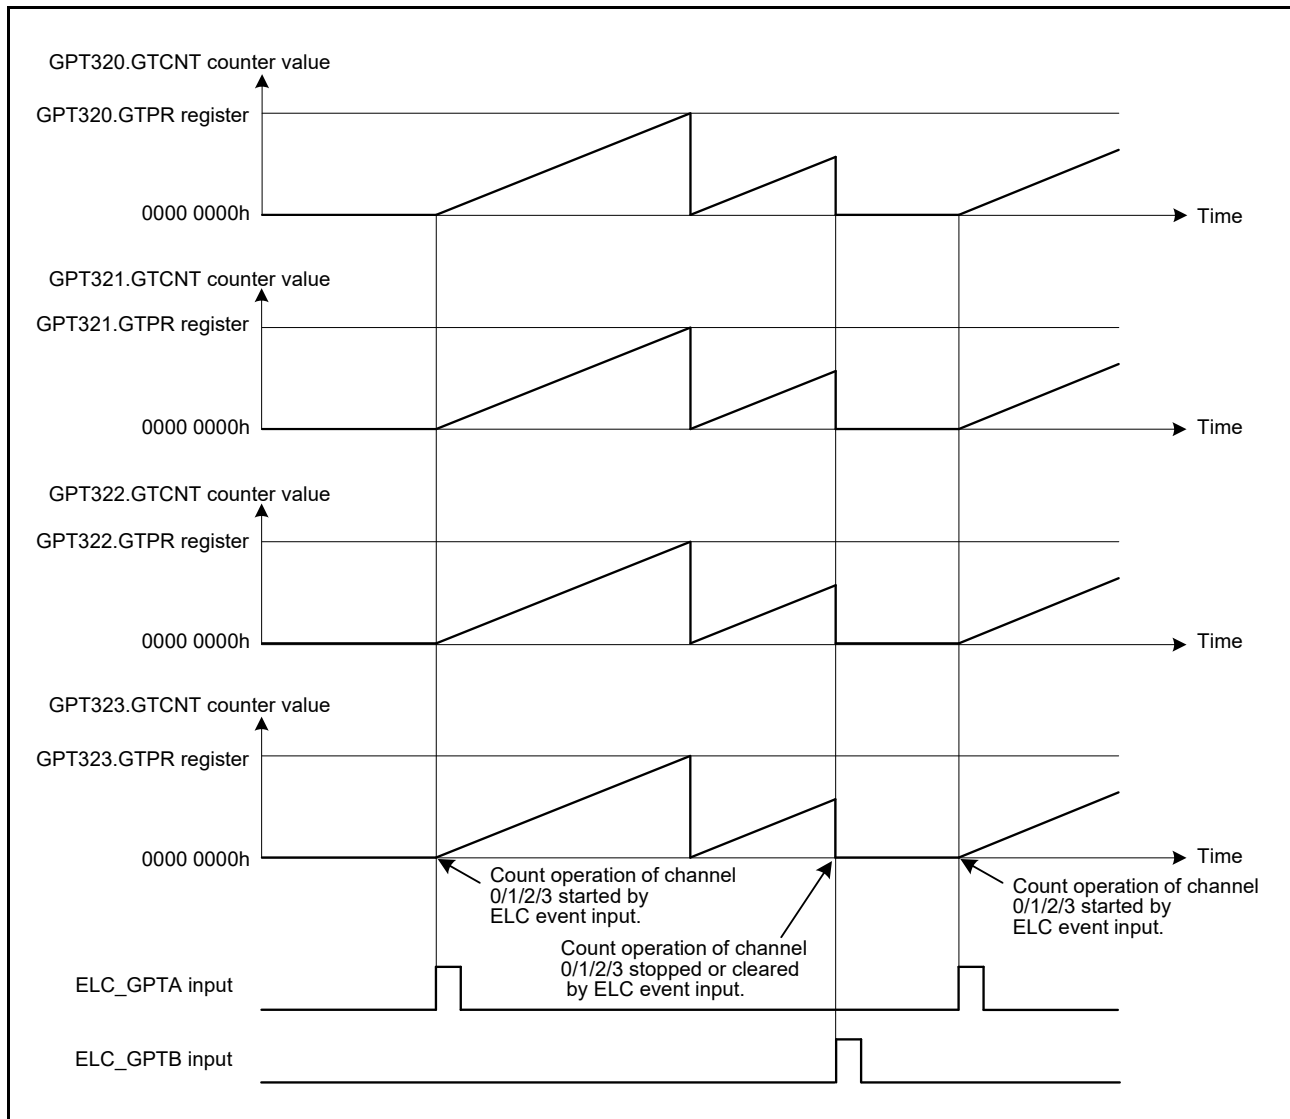 GPT320.GTCNT counter value
GPT320.GTPR register
0000 0000h
Time
GPT321.GTCNT counter value
GPT321.GTPR register
0000 0000h
Time
GPT322.GTCNT counter value
GPT322.GTPR register
0000 0000h
Time
GPT323.GTCNT counter value
GPT323.GTPR register
0000 0000h
Time
Count operation of channel
0/1/2/3 started by
ELC event input.
Count operation of channel
0/1/2/3 stopped or cleared
by ELC event input.
Count operation of channel
0/1/2/3 started by
ELC event input.
ELC_GPTA input
ELC_GPTB input